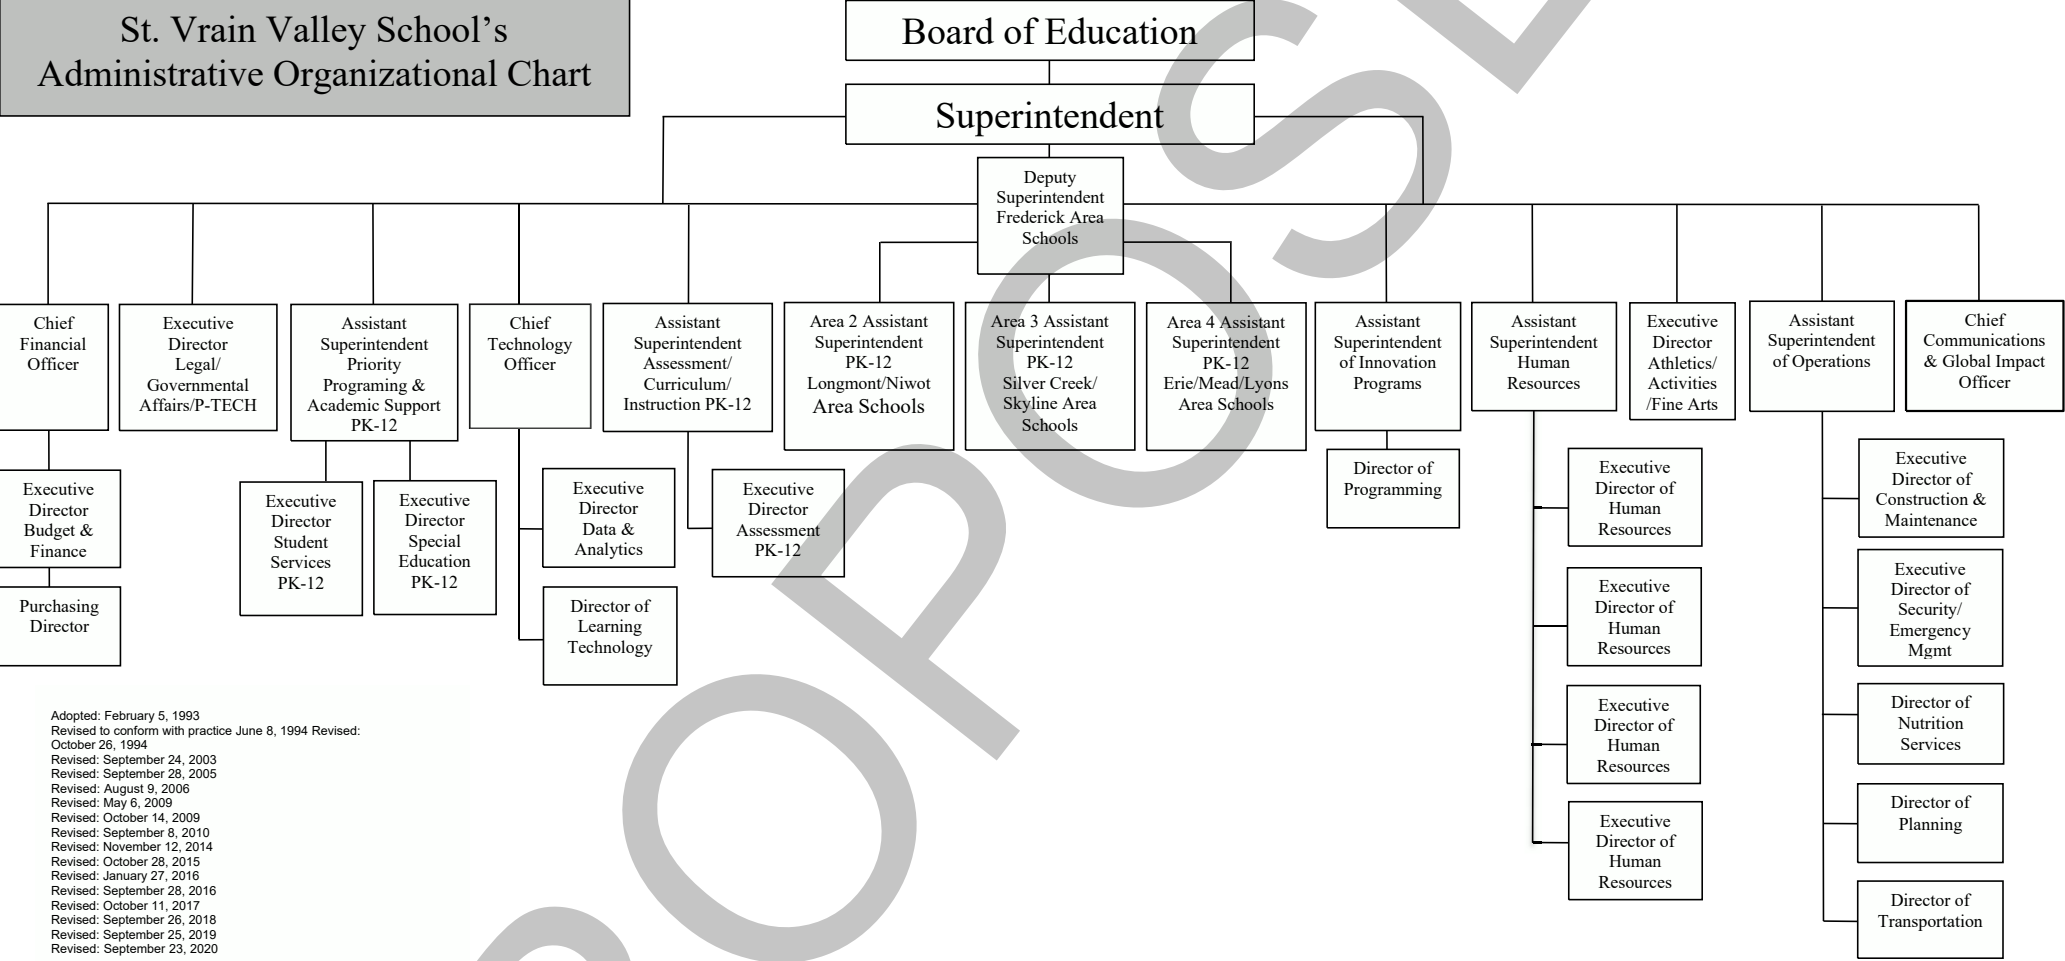 St. Vrain Valley School’s
Administrative Organizational Chart
Board of Education
Superintendent
Deputy
Superintendent
Frederick Area
Schools
Chief
Financial
Officer
Executive
Director
Legal/
Governmental
Affairs/P-TECH
Assistant
Superintendent
Priority
Programing &
Academic Support
PK-12
Chief
Technology
Officer
Assistant
Superintendent
Assessment/
Curriculum/
Instruction PK-12
Area 2 Assistant
Superintendent
PK-12
Longmont/Niwot
Area Schools
Area 3 Assistant
Superintendent
PK-12
Silver Creek/
Skyline Area
Schools
Area 4 Assistant
Superintendent
PK-12
Erie/Mead/Lyons
Area Schools
Assistant
Superintendent
of Innovation
Programs
Assistant
Superintendent
Human
Resources
Executive
Director
Athletics/
Activities
/Fine Arts
Assistant
Superintendent
of Operations
Chief
Communications
& Global Impact
Officer
Executive
Director
Budget &
Finance
Purchasing
Director
Executive
Director
Student
Services
PK-12
Executive
Director
Special
Education
PK-12
Executive
Director
Data &
Analytics
Director of
Learning
Technology
Executive
Director
Assessment
PK-12
Director of
Programming
Executive
Director of
Human
Resources
Executive
Director of
Human
Resources
Executive
Director of
Human
Resources
Executive
Director of
Human
Resources
Executive
Director of
Construction &
Maintenance
Executive
Director of
Security/
Emergency
Mgmt
Director of
Nutrition
Services
Director of
Planning
Director of
Transportation
Adopted: February 5, 1993
Revised to conform with practice June 8, 1994 Revised:
October 26, 1994
Revised: September 24, 2003
Revised: September 28, 2005
Revised: August 9, 2006
Revised: May 6, 2009
Revised: October 14, 2009
Revised: September 8, 2010
Revised: November 12, 2014
Revised: October 28, 2015
Revised: January 27, 2016
Revised: September 28, 2016
Revised: October 11, 2017
Revised: September 26, 2018
Revised: September 25, 2019
Revised: September 23, 2020